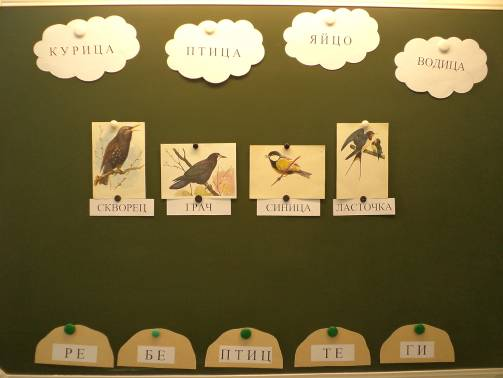 КУРИЦА
ПТИЦА
ЯЙЦО
ВОДИЦА
СКВОРЕЦ
ГРАЧ
СИНИЦА
ЛАСТОЧКА
РЕ
БЕ
ПТИЦ
ТЕ
ГИ